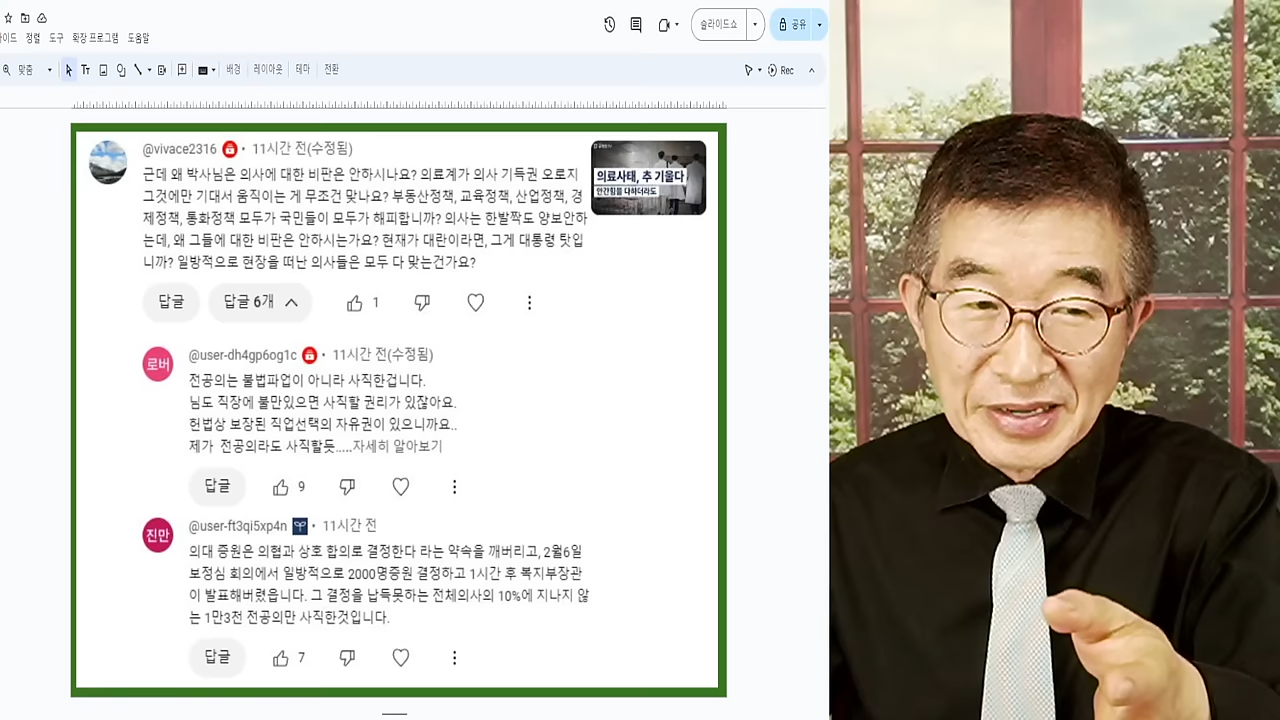 이드 정렬 도구 확장 프로그램 도움말
슬라이드쇼
공유
맞춤
배경 레이아웃 테마 전환
Rec
@vivace2316 • 11시간 전(수정됨)
근데 왜 박사님은 의사에 대한 비판은 안하시나요? 의료계가 의사 기득권 오로지
그것에만 기대서 움직이는 게 무조건 맞나요? 부동산정책, 교육정책, 산업정책, 경
제정책, 통화정책 모두가 국민들이 모두가 해피합니까? 의사는 한발짝도 양보안하
는데, 왜 그들에 대한 비판은 안하시는가요? 현재가 대란이라면, 그게 대통령 탓입
니까? 일방적으로 현장을 떠난 의사들은 모두 다 맞는건가요?
의료사태, 추 기울다
안간힘을 다하더라도
답글 답글 6개 1
로버
@user-dh4gp6og1c • 11시간 전(수정됨)
전공의는 불법파업이 아니라 사직한겁니다.
님도 직장에 불만있으면 사직할 권리가 있잖아요.
헌법상 보장된 직업선택의 자유권이 있으니까요..
제가 전공의라도 사직할듯.....자세히 알아보기
답글 9
진만
@user-ft3qi5xp4n • 11시간 전
의대 증원은 의협과 상호 합의로 결정한다 라는 약속을 깨버리고, 2월6일
보정심 회의에서 일방적으로 2000명증원 결정하고 1시간 후 복지부장관
이 발표해버렸읍니다. 그 결정을 납득못하는 전체의사의 10%에 지나지 않
는 1만3천 전공의만 사직한것입니다.
답글 7